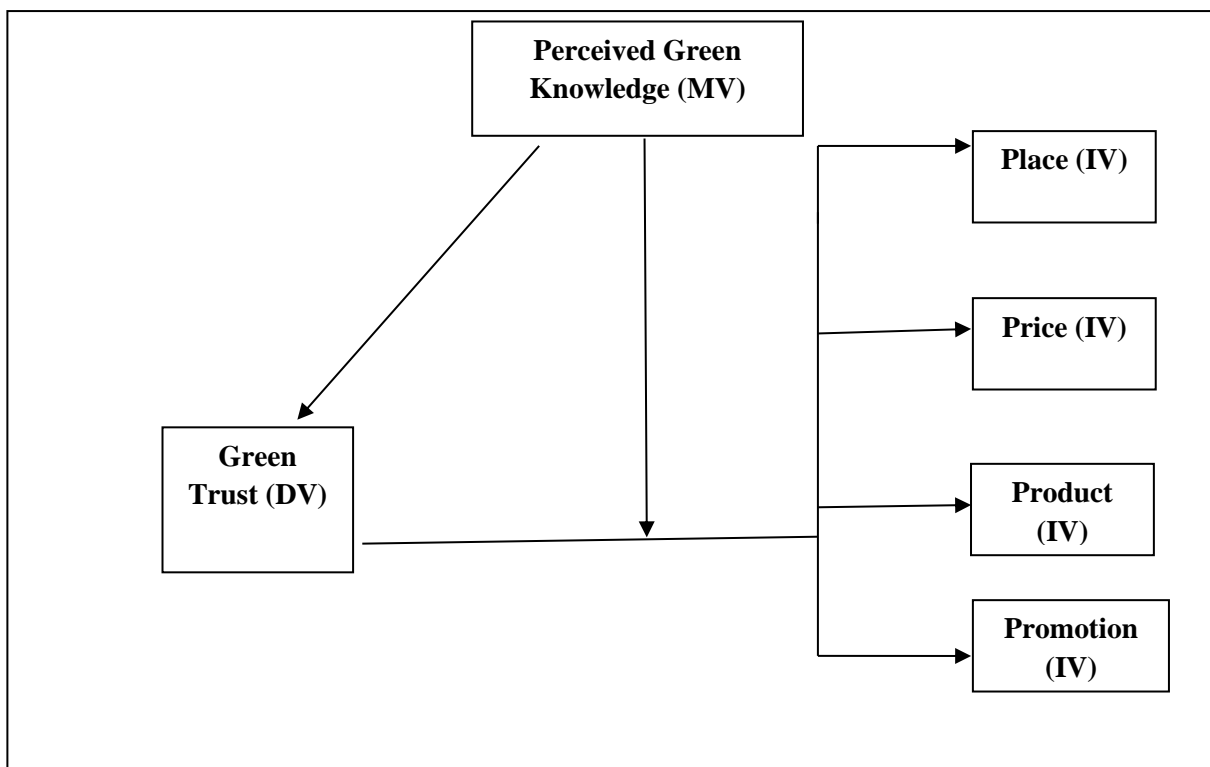 Perceived Green
Knowledge (MV)
Place (IV)
Price (IV)
Green
Trust (DV)
Product
(IV)
Promotion
(IV)